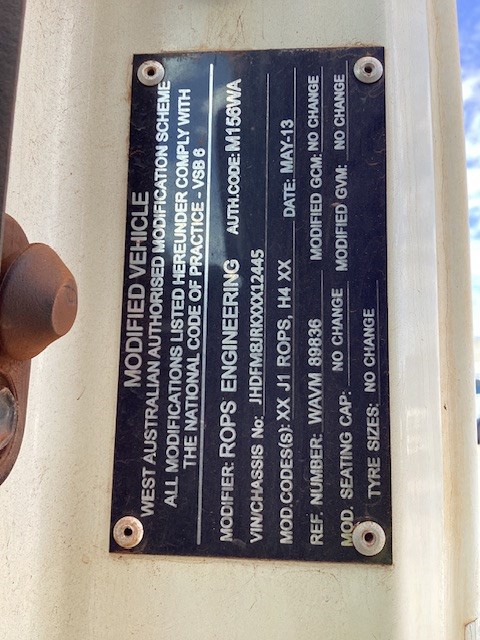 MODIFIED VEHICLE
WEST AUSTRALIAN AUTHORISED MODIFICATION SCHEME
ALL MODIFICATIONS LISTED HEREUNDER COMPLY WITH
THE NATIONAL CODE OF PRACTICE - VSB 6
MODIFIER: ROPS ENGINEERING AUTH.CODE: M156WA
VIN/CHASSIS No: JHDFM8JRKXXX12445
MOD.CODES(S): XX J1 ROPS, H4 XX DATE: MAY-13
REF. NUMBER: WAVM 89836 MODIFIED GCM: NO CHANGE
MOD. SEATING CAP: NO CHANGE MODIFIED GVM: NO CHANGE
TYRE SIZES: NO CHANGE